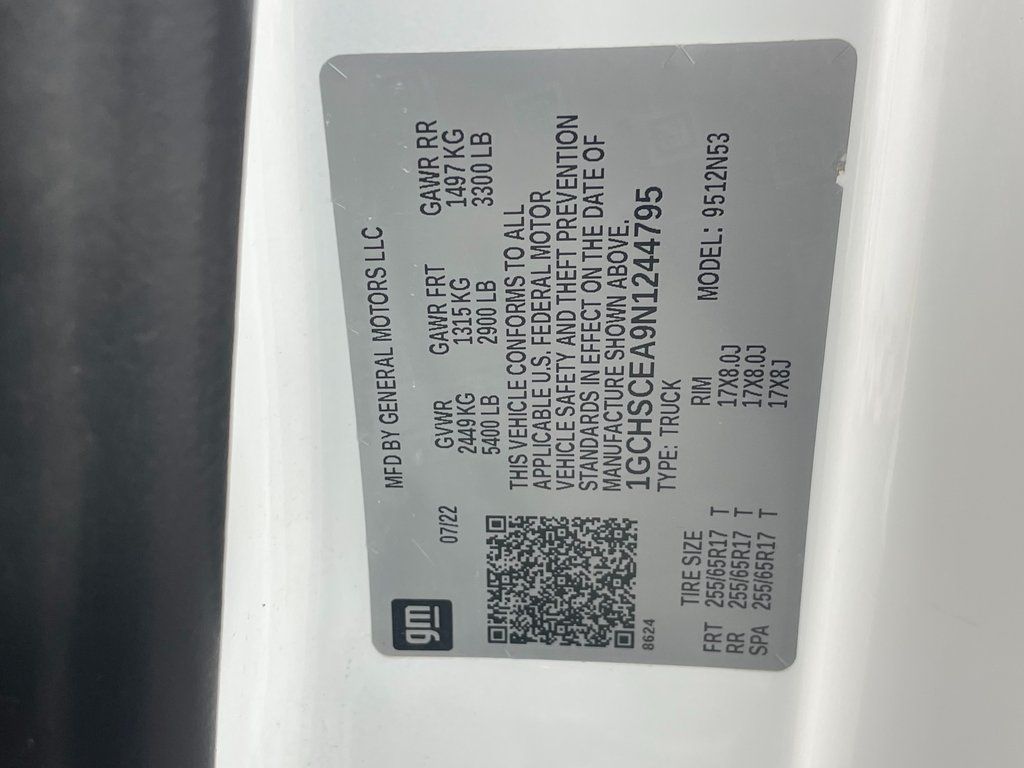 gm
MFD BY GENERAL MOTORS LLC
07/22
GVWR GAWR FRT GAWR RR
2449 KG 1315 KG 1497 KG
5400 LB 2900 LB 3300 LB
THIS VEHICLE CONFORMS TO ALL
APPLICABLE U.S. FEDERAL MOTOR
VEHICLE SAFETY AND THEFT PREVENTION
STANDARDS IN EFFECT ON THE DATE OF
MANUFACTURE SHOWN ABOVE.
1GCHSCEA9N1244795
8624
TYPE: TRUCK
TIRE SIZE RIM MODEL: 9512N53
FRT 255/65R17 T 17X8.0J
RR 255/65R17 T 17X8.0J
SPA 255/65R17 T 17X8J